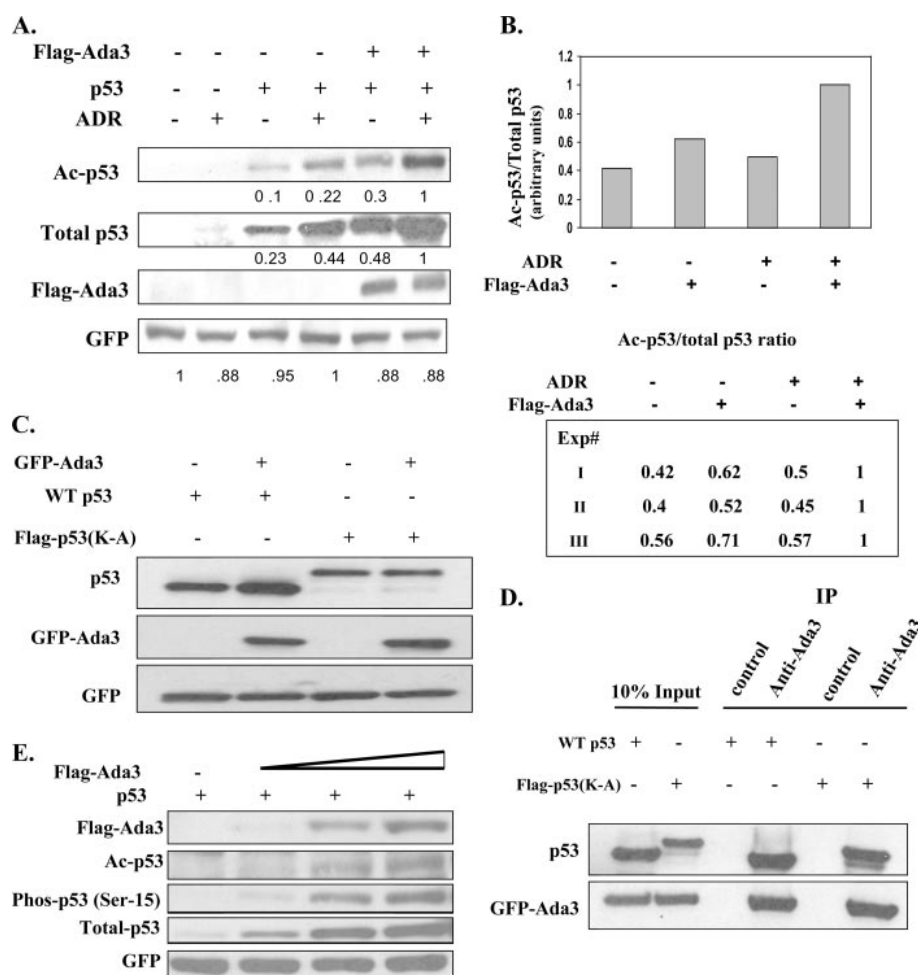 A.
Flag-Ada3 - - - - + +
p53 - - + + + +
ADR - + - + - +
Ac-p53
0 .1 0 .22 0.3 1
Total p53
0.23 0.44 0.48 1
Flag-Ada3
GFP
1 .88 .95 1 .88 .88
B.
Ac-p53/Total p53
(arbitrary units)
1.2
1
0.8
0.6
0.4
0.2
0
ADR - - + +
Flag-Ada3 - + - +
Ac-p53/total p53 ratio
ADR - - + +
Flag-Ada3 - + - +
Exp#
I 0.42 0.62 0.5 1
II 0.4 0.52 0.45 1
III 0.56 0.71 0.57 1
C.
GFP-Ada3 - + - +
WT p53 + + - -
Flag-p53(K-A) - - + +
p53
GFP-Ada3
GFP
D.
IP
10% Input control Anti-Ada3 control Anti-Ada3
WT p53 + - + + - -
Flag-p53(K-A) - + - - + +
p53
GFP-Ada3
E.
Flag-Ada3 -
p53 + + + +
Flag-Ada3
Ac-p53
Phos-p53 (Ser-15)
Total-p53
GFP